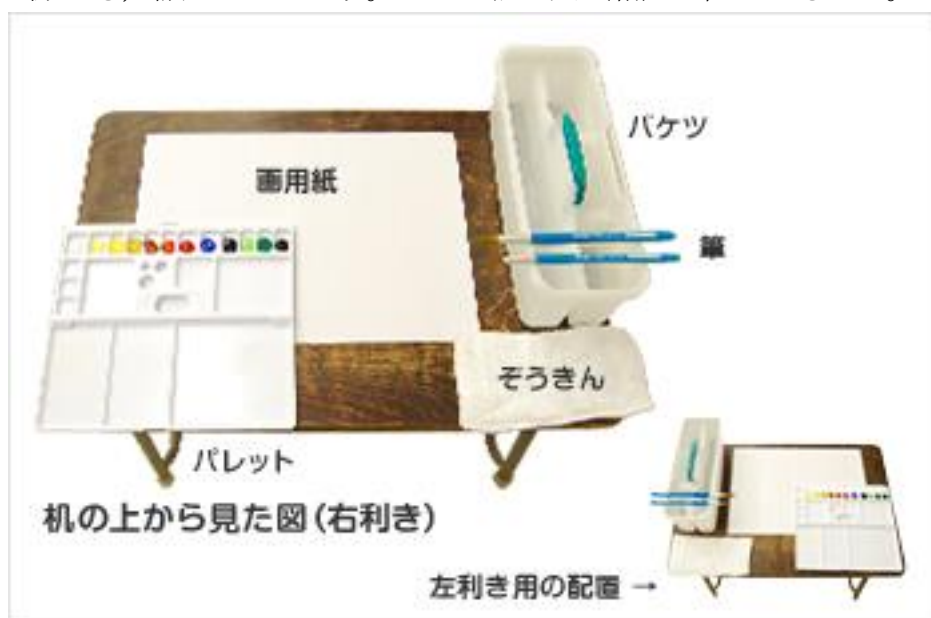 画用紙
バケツ
筆
ぞうきん
パレット
机の上から見た図(右利き)
左利き用の配置 →